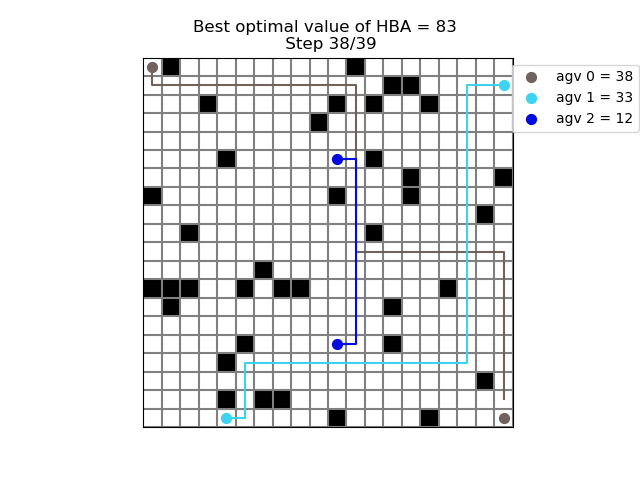 Best optimal value of HBA = 83
Step 38/39
agv 0 = 38
agv 1 = 33
agv 2 = 12